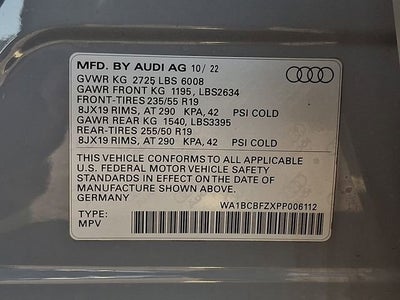 MFD. BY AUDI AG 10/22
GVWR KG 2725 LBS 6008
GAWR FRONT KG 1195, LBS2634
FRONT-TIRES 235/55 R19
8JX19 RIMS, AT 290 KPA, 42 PSI COLD
GAWR REAR KG 1540, LBS3395
REAR-TIRES 255/50 R19
8JX19 RIMS, AT 290 KPA, 42 PSI COLD
THIS VEHICLE CONFORMS TO ALL APPLICABLE
U.S. FEDERAL MOTOR VEHICLE SAFETY
STANDARDS IN EFFECT ON THE DATE OF
MANUFACTURE SHOWN ABOVE.
GERMANY
TYPE:
MPV
WA1BCBFZXPP006112